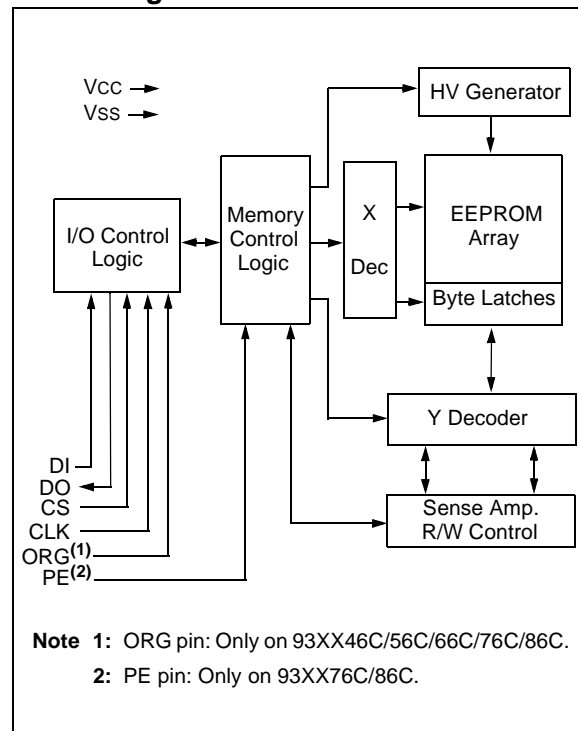 VCC
VSS
HV Generator
I/O Control
Logic
Memory
Control
Logic
X
Dec
EEPROM
Array
Byte Latches
Y Decoder
Sense Amp.
R/W Control
DI
DO
CS
CLK
ORG(1)
PE(2)
Note 1: ORG pin: Only on 93XX46C/56C/66C/76C/86C.
2: PE pin: Only on 93XX76C/86C.